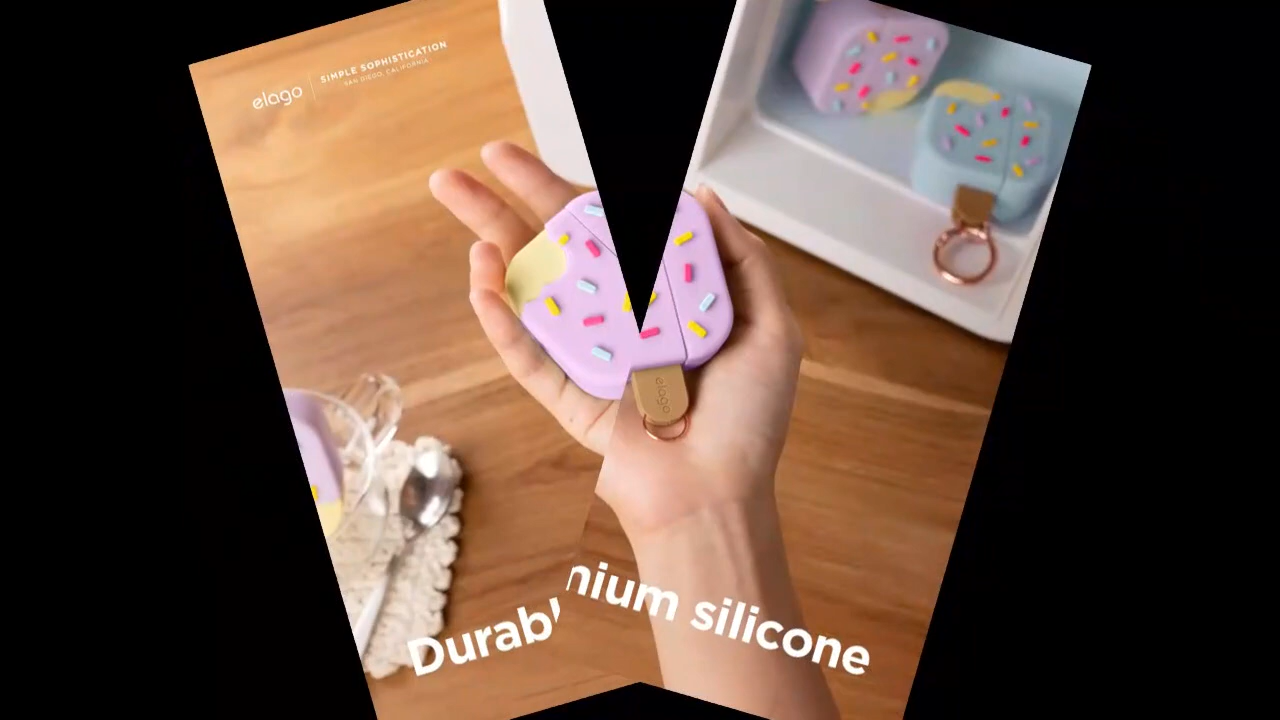 elago
SIMPLE SOPHISTICATION
SAN DIEGO, CALIFORNIA
elago
Durab
nium silicone